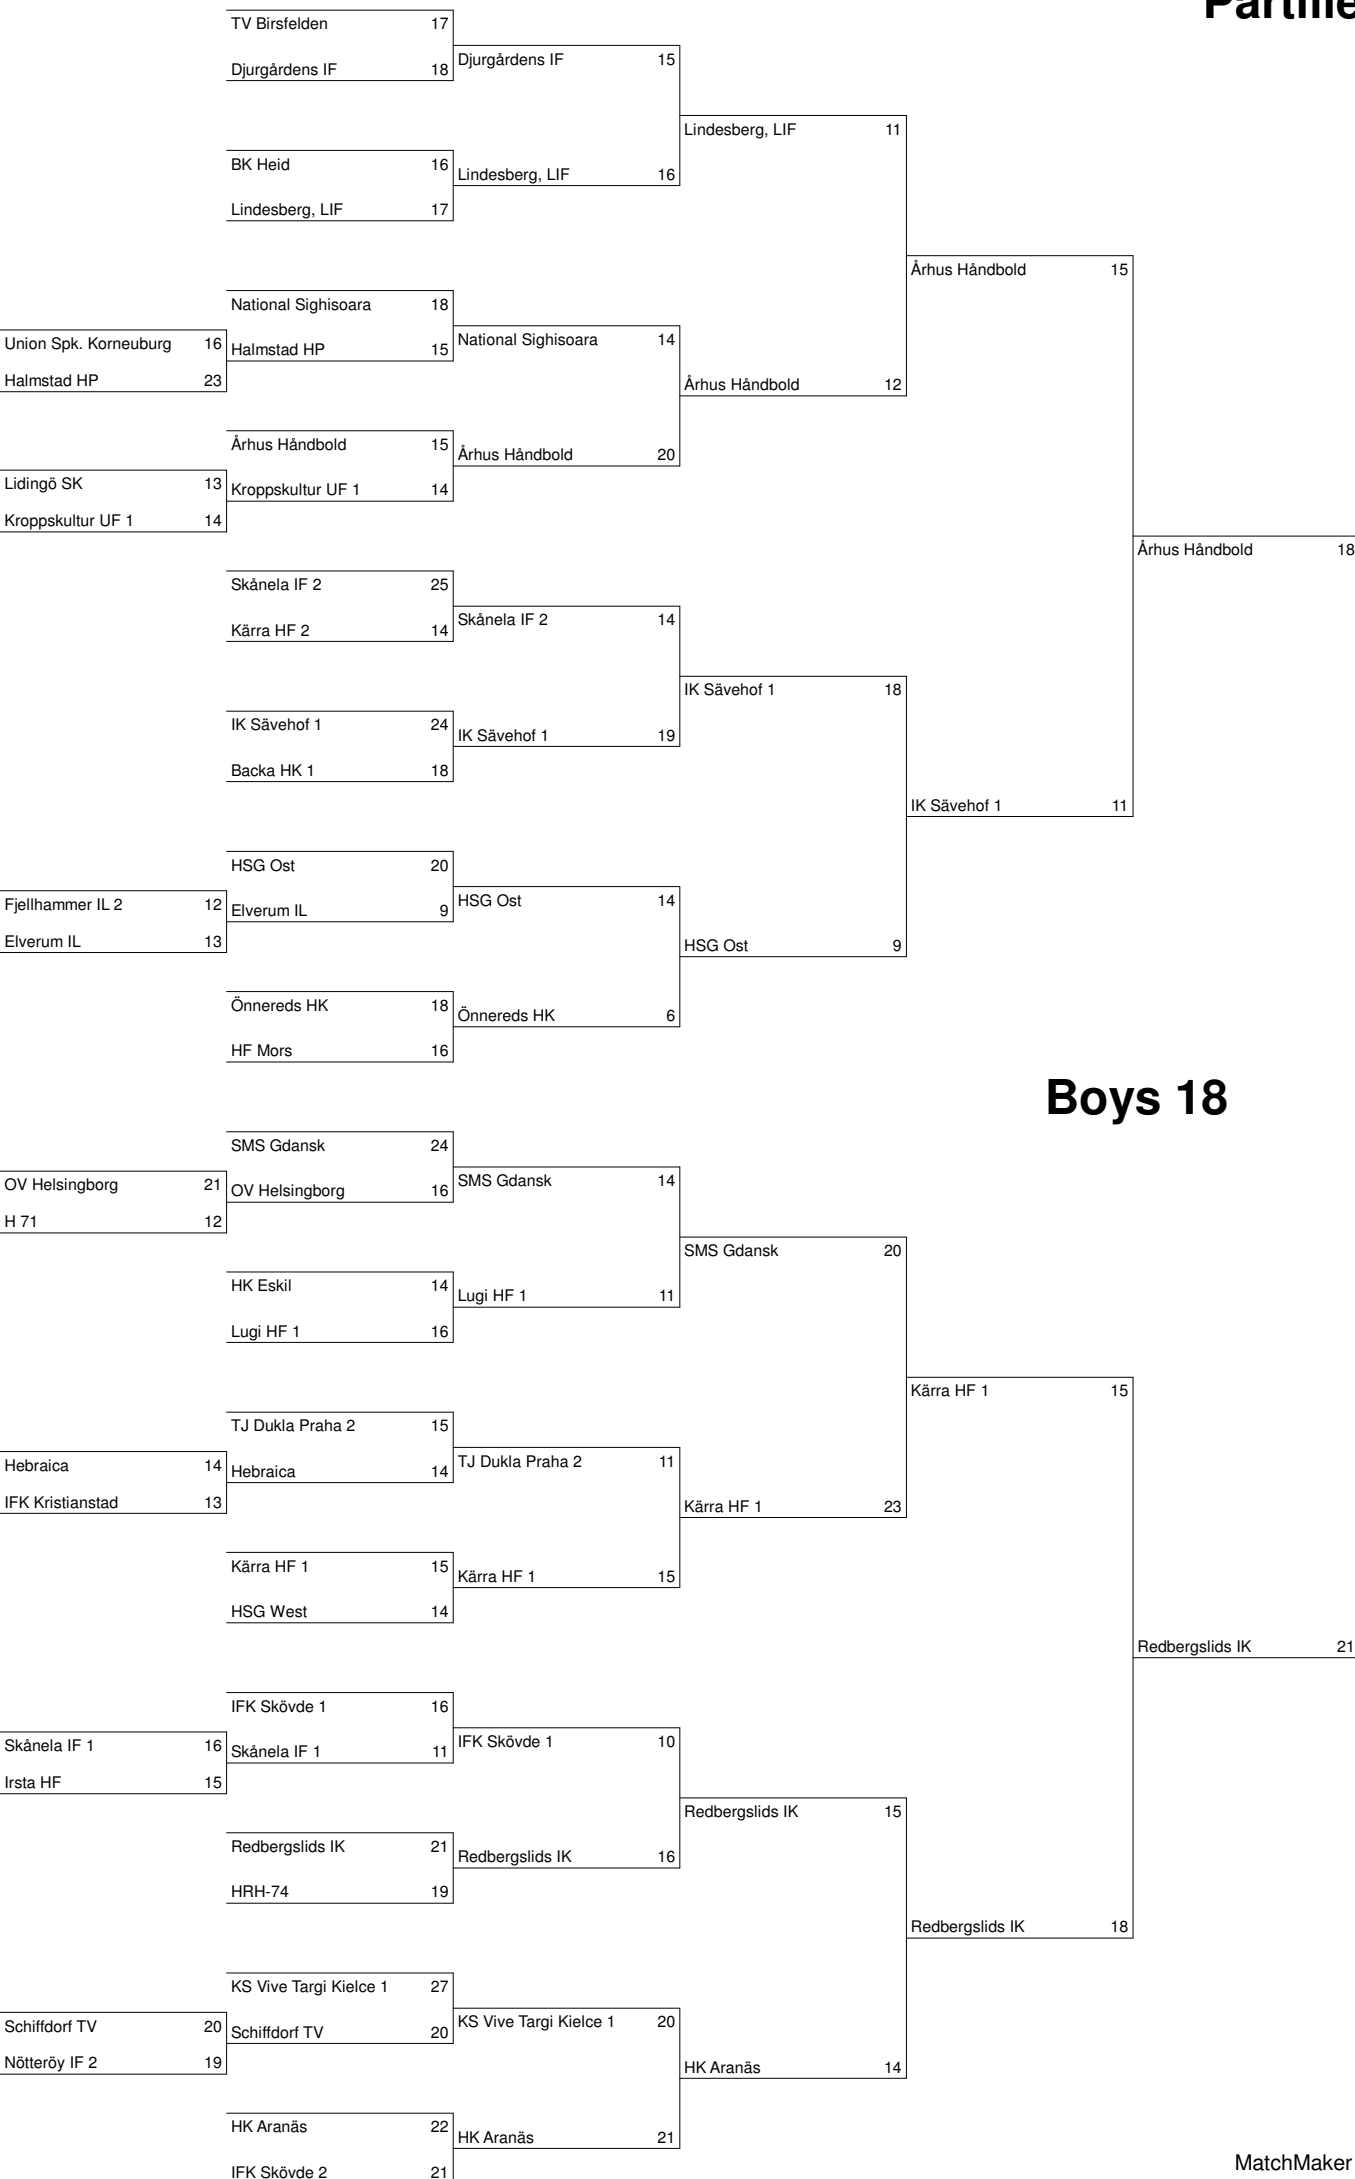 Partille
TV Birsfelden 17
Djurgårdens IF 18
Djurgårdens IF 15
Lindesberg, LIF 11
BK Heid 16
Lindesberg, LIF 16
Lindesberg, LIF 17
Århus Håndbold 15
National Sighisoara 18
Union Spk. Korneuburg 16
Halmstad HP 15
National Sighisoara 14
Halmstad HP 23
Århus Håndbold 12
Århus Håndbold 15
Århus Håndbold 20
Lidingö SK 13
Kroppskultur UF 1 14
Kroppskultur UF 1 14
Århus Håndbold 18
Skånela IF 2 25
Kärra HF 2 14
Skånela IF 2 14
IK Sävehof 1 18
IK Sävehof 1 24
IK Sävehof 1 19
Backa HK 1 18
IK Sävehof 1 11
HSG Ost 20
Fjellhammer IL 2 12
Elverum IL 9
HSG Ost 14
Elverum IL 13
HSG Ost 9
Önnereds HK 18
Önnereds HK 6
HF Mors 16
Boys 18
SMS Gdansk 24
OV Helsingborg 21
OV Helsingborg 16
SMS Gdansk 14
H 71 12
SMS Gdansk 20
HK Eskil 14
Lugi HF 1 11
Lugi HF 1 16
Kärra HF 1 15
TJ Dukla Praha 2 15
Hebraica 14
Hebraica 14
TJ Dukla Praha 2 11
IFK Kristianstad 13
Kärra HF 1 23
Kärra HF 1 15
Kärra HF 1 15
HSG West 14
Redbergslids IK 21
IFK Skövde 1 16
Skånela IF 1 16
Skånela IF 1 11
IFK Skövde 1 10
Irsta HF 15
Redbergslids IK 15
Redbergslids IK 21
Redbergslids IK 16
HRH-74 19
Redbergslids IK 18
KS Vive Targi Kielce 1 27
Schiffdorf TV 20
Schiffdorf TV 20
KS Vive Targi Kielce 1 20
Nötteröy IF 2 19
HK Aranäs 14
HK Aranäs 22
HK Aranäs 21
IFK Skövde 2 21
MatchMaker